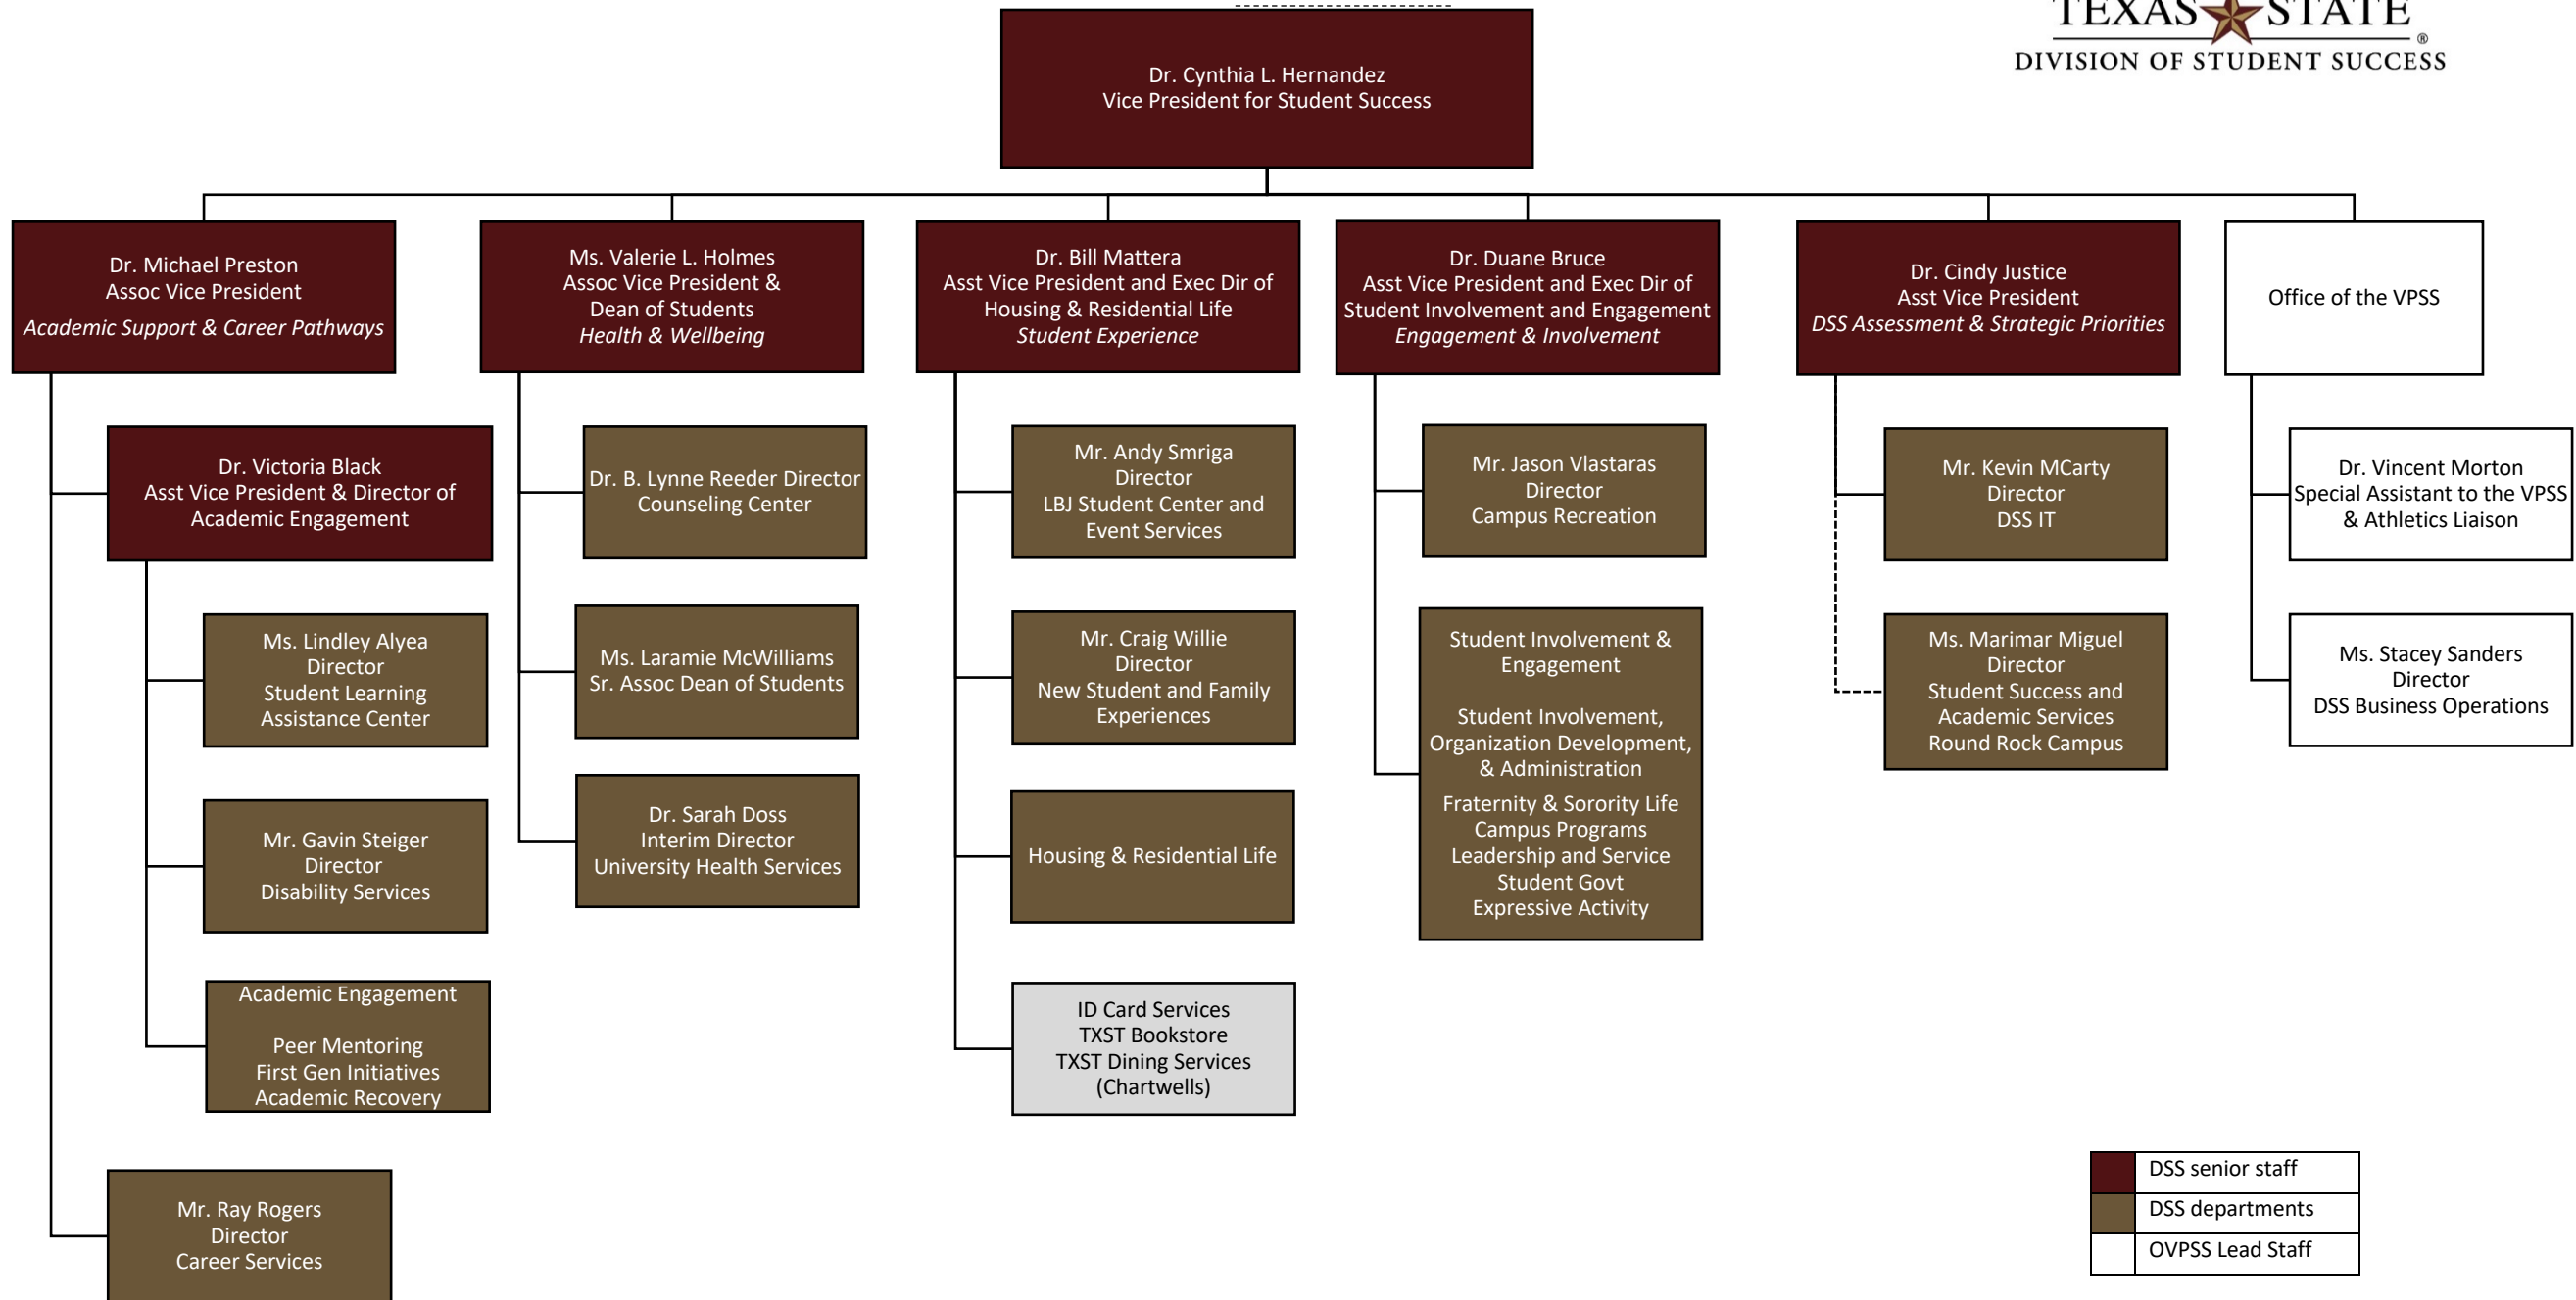 TEXAS STATE®
DIVISION OF STUDENT SUCCESS
Dr. Cynthia L. Hernandez
Vice President for Student Success
Dr. Michael Preston
Assoc Vice President
Academic Support & Career Pathways
Ms. Valerie L. Holmes
Assoc Vice President &
Dean of Students
Health & Wellbeing
Dr. Bill Mattera
Asst Vice President and Exec Dir of
Housing & Residential Life
Student Experience
Dr. Duane Bruce
Asst Vice President and Exec Dir of
Student Involvement and Engagement
Engagement & Involvement
Dr. Cindy Justice
Asst Vice President
DSS Assessment & Strategic Priorities
Office of the VPSS
Dr. Victoria Black
Asst Vice President & Director of
Academic Engagement
Ms. Lindley Alyea
Director
Student Learning
Assistance Center
Mr. Gavin Steiger
Director
Disability Services
Academic Engagement
Peer Mentoring
First Gen Initiatives
Academic Recovery
Mr. Ray Rogers
Director
Career Services
Dr. B. Lynne Reeder Director
Counseling Center
Ms. Laramie McWilliams
Sr. Assoc Dean of Students
Dr. Sarah Doss
Interim Director
University Health Services
Mr. Andy Smriga
Director
LBJ Student Center and
Event Services
Mr. Craig Willie
Director
New Student and Family
Experiences
Housing & Residential Life
ID Card Services
TXST Bookstore
TXST Dining Services
(Chartwells)
Mr. Jason Vlastaras
Director
Campus Recreation
Student Involvement &
Engagement
Student Involvement,
Organization Development,
& Administration
Fraternity & Sorority Life
Campus Programs
Leadership and Service
Student Govt
Expressive Activity
Mr. Kevin MCarty
Director
DSS IT
Ms. Marimar Miguel
Director
Student Success and
Academic Services
Round Rock Campus
Dr. Vincent Morton
Special Assistant to the VPSS
& Athletics Liaison
Ms. Stacey Sanders
Director
DSS Business Operations
DSS senior staff
DSS departments
OVPSS Lead Staff